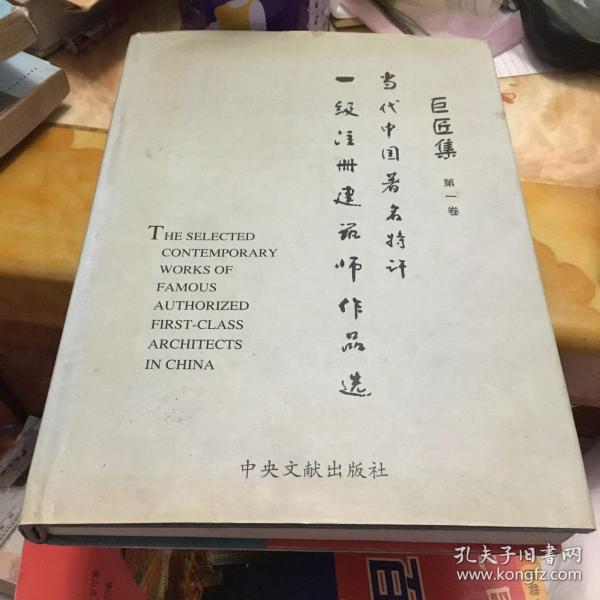 巨匠集 第一卷
当代中国著名特许
一级注册建筑师作品选
THE SELECTED
CONTEMPORARY
WORKS OF
FAMOUS
AUTHORIZED
FIRST-CLASS
ARCHITECTS
IN CHINA
中央文献出版社
孔夫子旧书网
www.kongfz.com